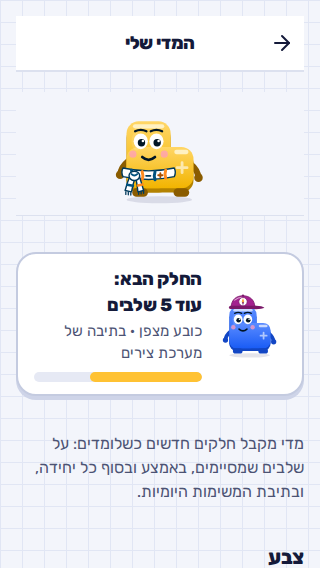 המדי שלי
החלק הבא:
עוד 5 שלבים
כובע מצפן • בתיבה של
מערכת צירים
מדי מקבל חלקים חדשים כשלומדים: על
שלבים שמסיימים, באמצע ובסוף כל יחידה,
ובתיבת המשימות היומיות.
צבע